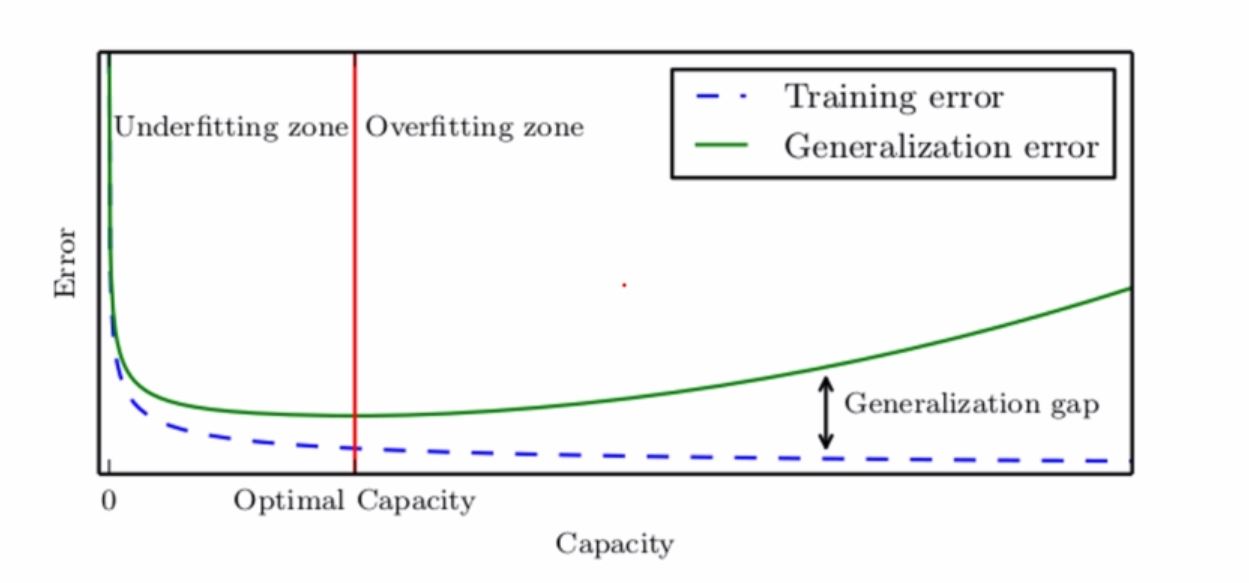 Training error
Underfitting zone Overfitting zone
Generalization error
Error
Generalization gap
0
Optimal Capacity
Capacity